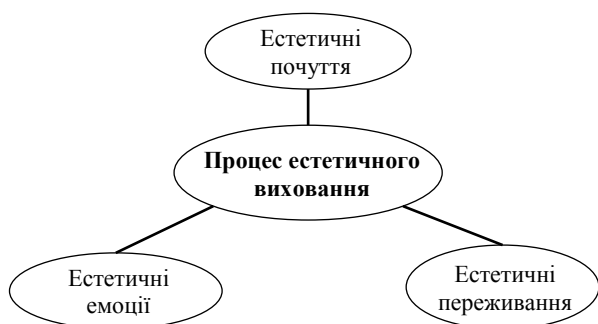 Естетичні
почуття
Процес естетичного
виховання
Естетичні
емоції
Естетичні
переживання